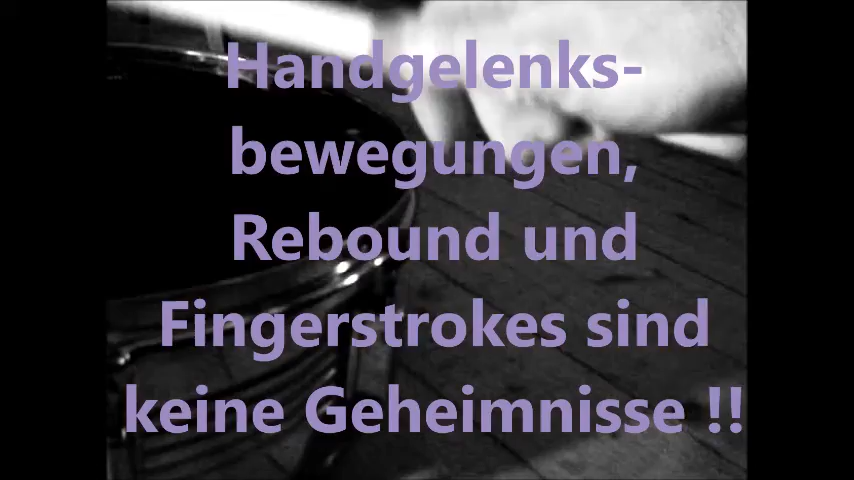 Handgelenks-
bewegungen,
Rebound und
Fingerstrokes sind
keine Geheimnisse !!